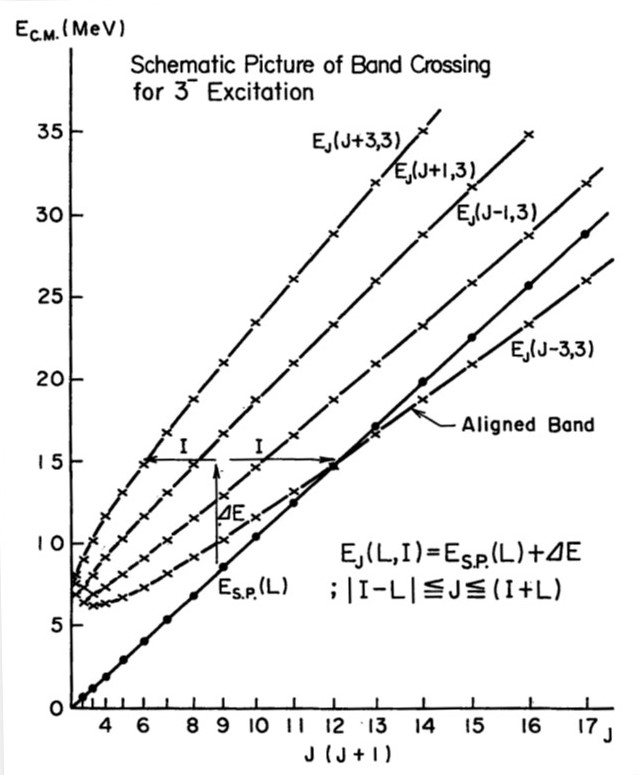 E_C.M. (MeV)
Schematic Picture of Band Crossing
for 3⁻ Excitation
35
30
25
20
15
10
5
0
E_J(J+3,3)
E_J(J+1,3)
E_J(J-1,3)
E_J(J-3,3)
Aligned Band
I I
ΔE
E_S.P.(L)
E_J(L,I)=E_S.P.(L)+ΔE
; |I-L|≦J≦(I+L)
4 6 8 9 10 11 12 13 14 15 16 17 J
J(J+1)